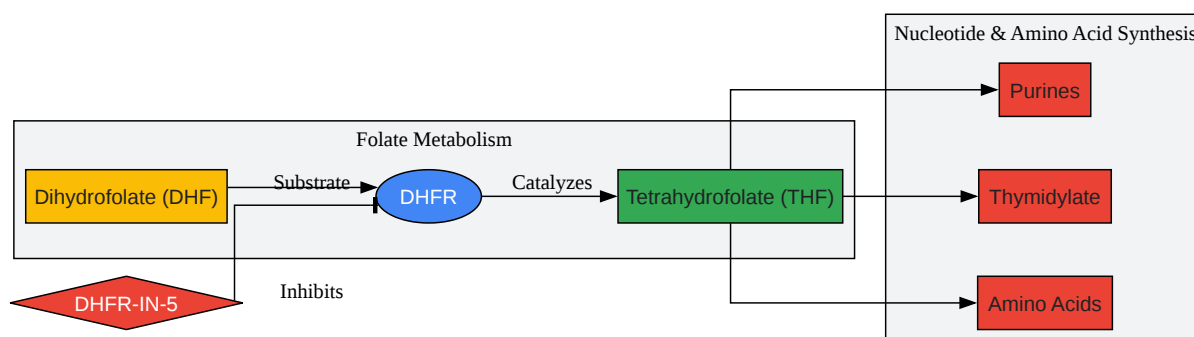 Nucleotide & Amino Acid Synthesis
Purines
Folate Metabolism
Dihydrofolate (DHF)
Substrate
DHFR
Catalyzes
Tetrahydrofolate (THF)
Thymidylate
DHFR-IN-5
Inhibits
Amino Acids